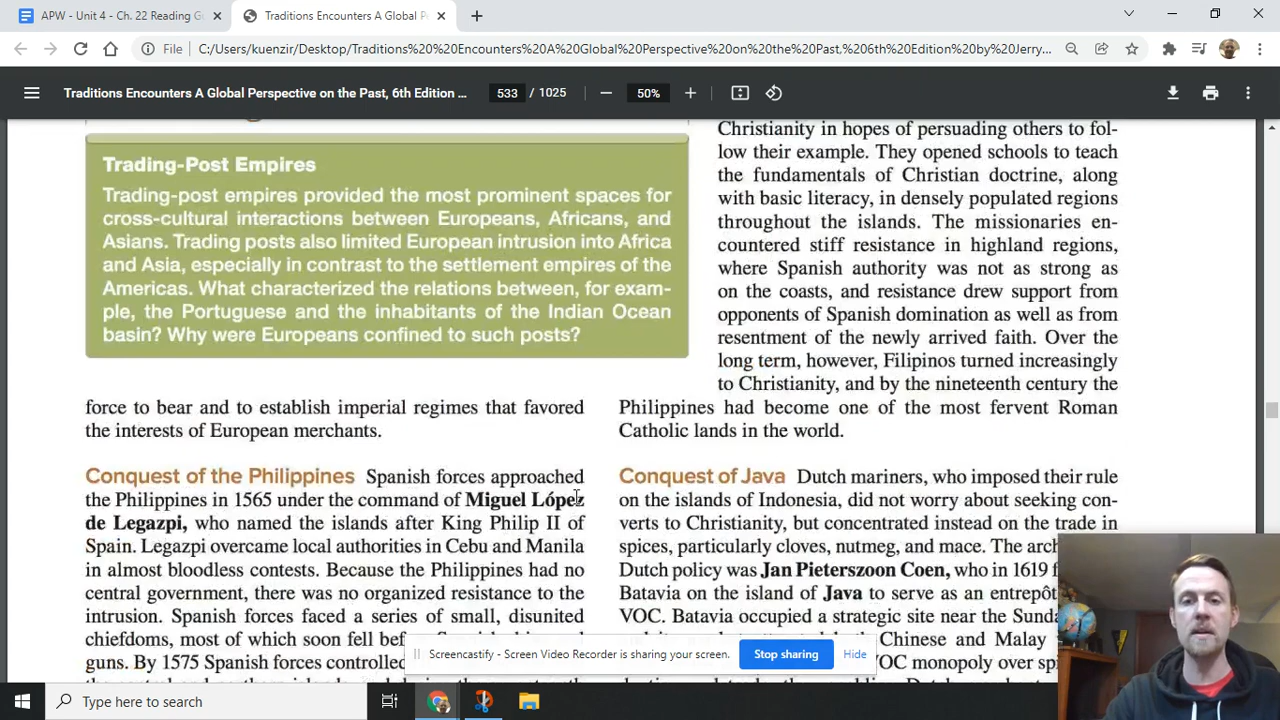 APW - Unit 4 - Ch. 22 Reading G
Traditions Encounters A Global P
File
C:/Users/kuenzir/Desktop/Traditions%20%20Encounters%20A%20Global%20Perspective%20on%20the%20Past,%206th%20Edition%20by%20Jerry...
Traditions Encounters A Global Perspective on the Past, 6th Edition ...
533 / 1025
50%
Trading-Post Empires
Trading-post empires provided the most prominent spaces for
cross-cultural interactions between Europeans, Africans, and
Asians. Trading posts also limited European intrusion into Africa
and Asia, especially in contrast to the settlement empires of the
Americas. What characterized the relations between, for exam-
ple, the Portuguese and the inhabitants of the Indian Ocean
basin? Why were Europeans confined to such posts?
force to bear and to establish imperial regimes that favored
the interests of European merchants.
Conquest of the Philippines Spanish forces approached
the Philippines in 1565 under the command of Miguel López
de Legazpi, who named the islands after King Philip II of
Spain. Legazpi overcame local authorities in Cebu and Manila
in almost bloodless contests. Because the Philippines had no
central government, there was no organized resistance to the
intrusion. Spanish forces faced a series of small, disunited
chiefdoms, most of which soon fell
guns. By 1575 Spanish forces controlled
Christianity in hopes of persuading others to fol-
low their example. They opened schools to teach
the fundamentals of Christian doctrine, along
with basic literacy, in densely populated regions
throughout the islands. The missionaries en-
countered stiff resistance in highland regions,
where Spanish authority was not as strong as
on the coasts, and resistance drew support from
opponents of Spanish domination as well as from
resentment of the newly arrived faith. Over the
long term, however, Filipinos turned increasingly
to Christianity, and by the nineteenth century the
Philippines had become one of the most fervent Roman
Catholic lands in the world.
Conquest of Java Dutch mariners, who imposed their rule
on the islands of Indonesia, did not worry about seeking con-
verts to Christianity, but concentrated instead on the trade in
spices, particularly cloves, nutmeg, and mace. The
Dutch policy was Jan Pieterszoon Coen, who in 1619
Batavia on the island of Java to serve as an entrepôt
VOC. Batavia occupied a strategic site near the Sunda
Chinese and Malay
VOC monopoly over
Screencastify - Screen Video Recorder is sharing your screen.
Stop sharing
Hide
Type here to search